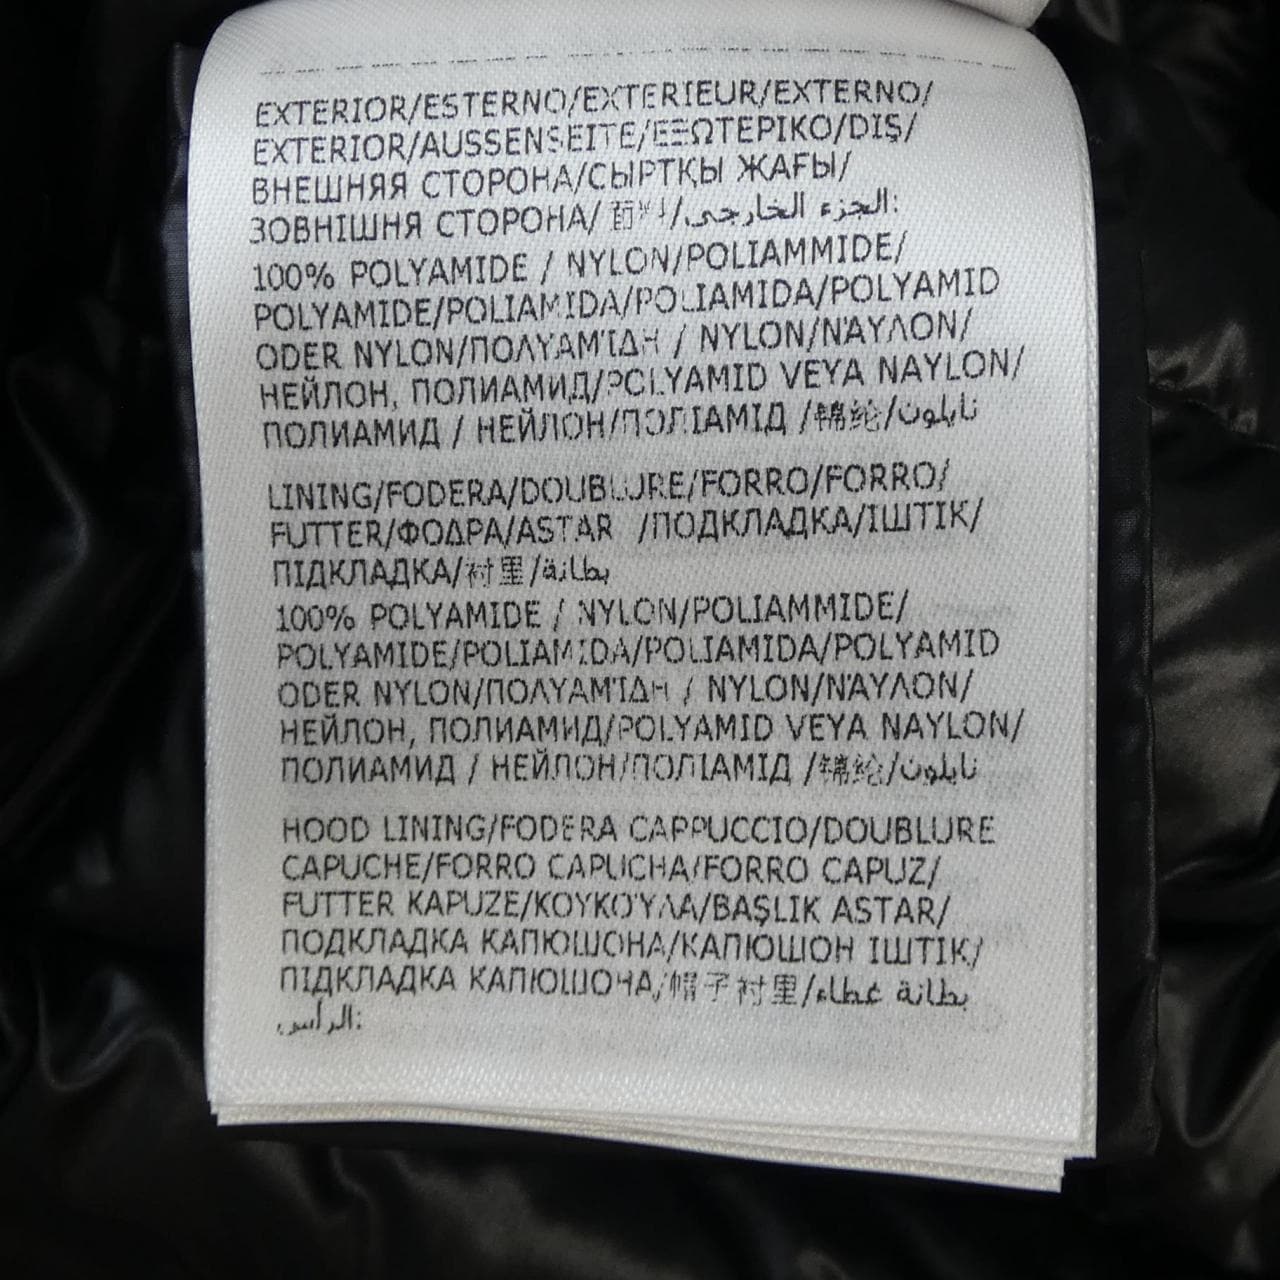 EXTERIOR/ESTERNO/EXTERIEUR/EXTERNO/
EXTERIOR/AUSSENSEITE/ΕΞΩΤΕΡΙΚΟ/DIŞ/
ВНЕШНЯЯ СТОРОНА/СЫРТҚЫ ЖАҒЫ/
ЗОВНІШНЯ СТОРОНА/ 面料/الجزء الخارجي:
100% POLYAMIDE / NYLON/POLIAMMIDE/
POLYAMIDE/POLIAMIDA/POLIAMIDA/POLYAMID
ODER NYLON/ΠΟΛΥΑΜΊΔΗ / NYLON/ΝΆΥΛΟΝ/
НЕЙЛОН, ПОЛИАМИД/POLYAMID VEYA NAYLON/
ПОЛИАМИД / НЕЙЛОН/ПОЛІАМІД /锦纶/نايلون
LINING/FODERA/DOUBLURE/FORRO/FORRO/
FUTTER/ΦΟΔΡΑ/ASTAR /ПОДКЛАДКА/ІШТІК/
ПІДКЛАДКА/衬里/بطانة
100% POLYAMIDE / NYLON/POLIAMMIDE/
POLYAMIDE/POLIAMIDA/POLIAMIDA/POLYAMID
ODER NYLON/ΠΟΛΥΑΜΊΔΗ / NYLON/ΝΆΥΛΟΝ/
НЕЙЛОН, ПОЛИАМИД/POLYAMID VEYA NAYLON/
ПОЛИАМИД / НЕЙЛОН/ПОЛІАМІД /锦纶/نايلون
HOOD LINING/FODERA CAPPUCCIO/DOUBLURE
CAPUCHE/FORRO CAPUCHA/FORRO CAPUZ/
FUTTER KAPUZE/ΚΟΥΚΟΎΛΑ/BAŞLIK ASTAR/
ПОДКЛАДКА КАПЮШОНА/КАПЮШОН ІШТІК/
ПІДКЛАДКА КАПЮШОНА/帽子衬里/بطانة غطاء
الرأس: